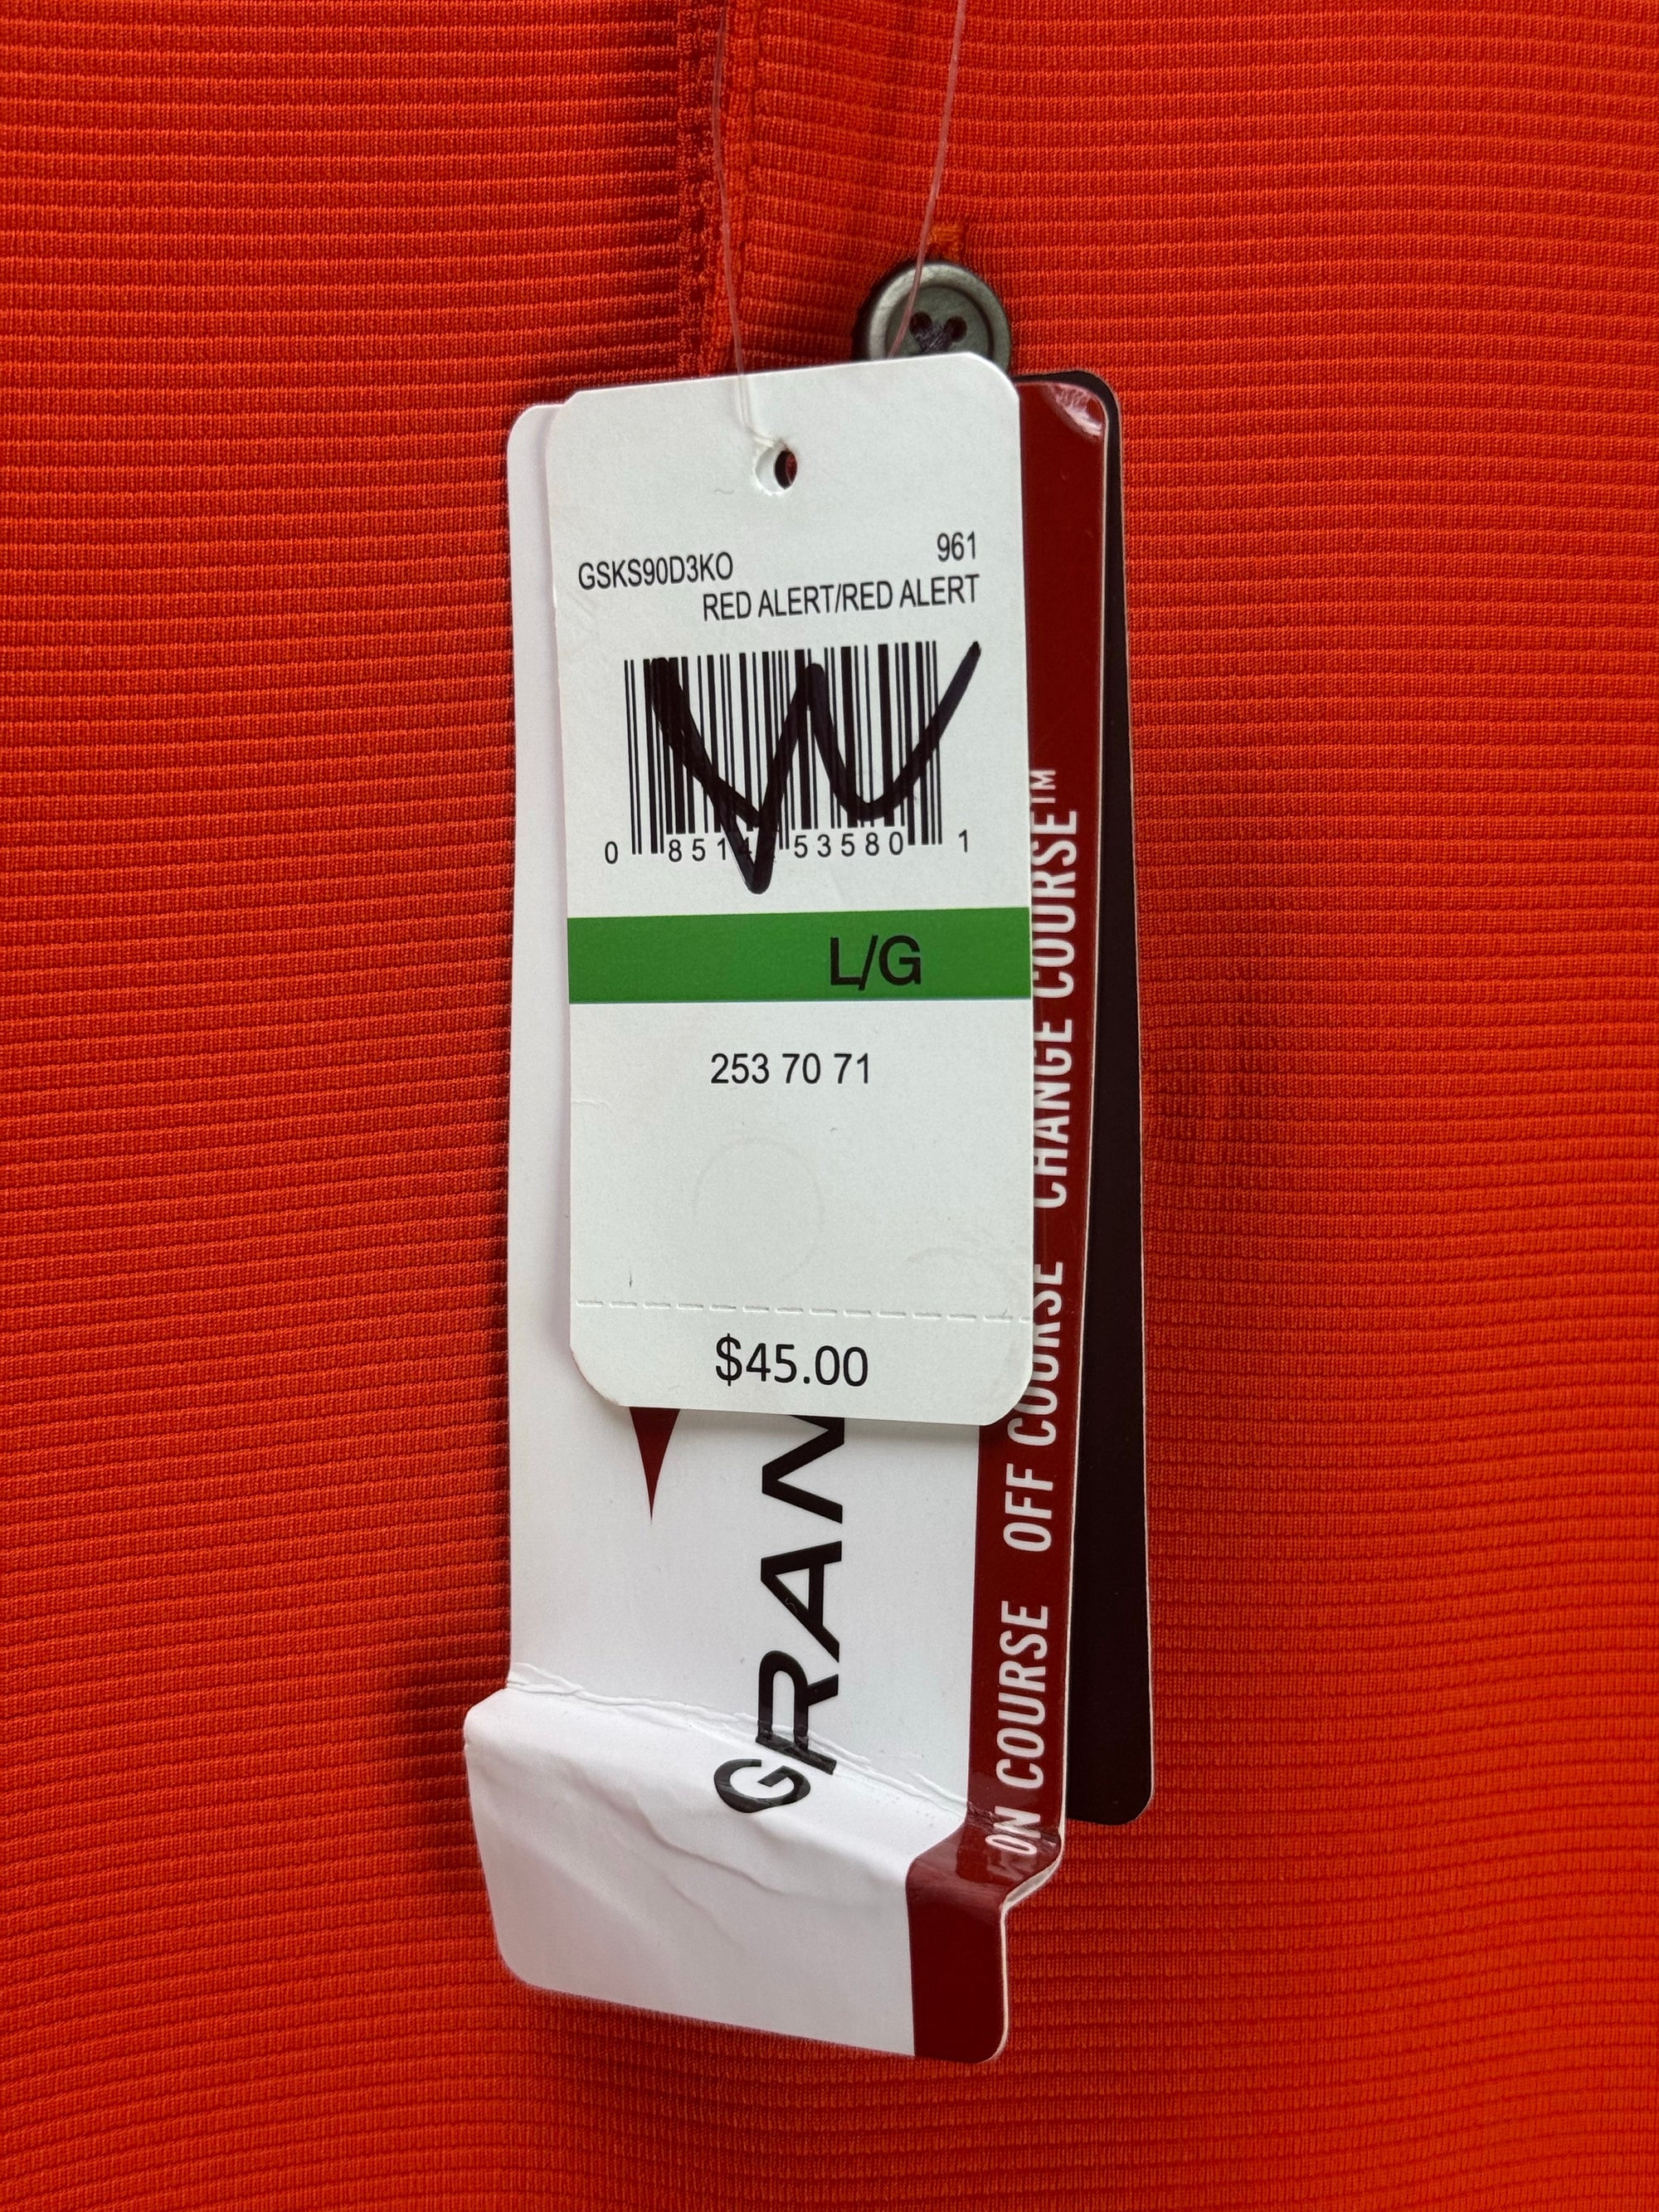 GSKS90D3KO 961
RED ALERT/RED ALERT
0 53580 1
L/G
253 70 71
$45.00
GRAN
ON COURSE OFF COURSE CHANGE COURSE™